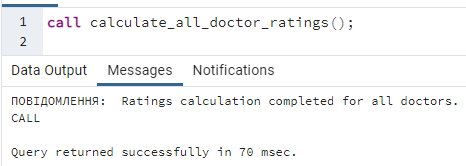 1 call calculate_all_doctor_ratings();
2
Data Output Messages Notifications
ПОВІДОМЛЕННЯ: Ratings calculation completed for all doctors.
CALL
Query returned successfully in 70 msec.